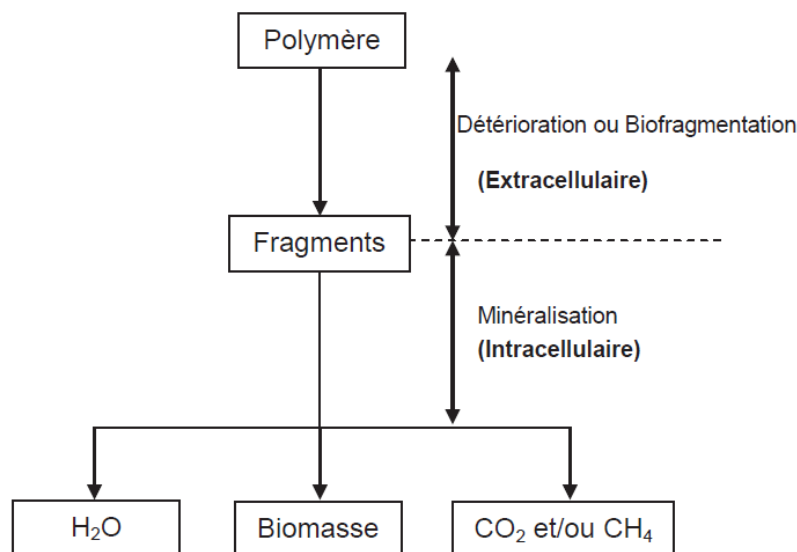 Polymère
Détérioration ou Biofragmentation
(Extracellulaire)
Fragments
Minéralisation
(Intracellulaire)
H₂O
Biomasse
CO₂ et/ou CH₄